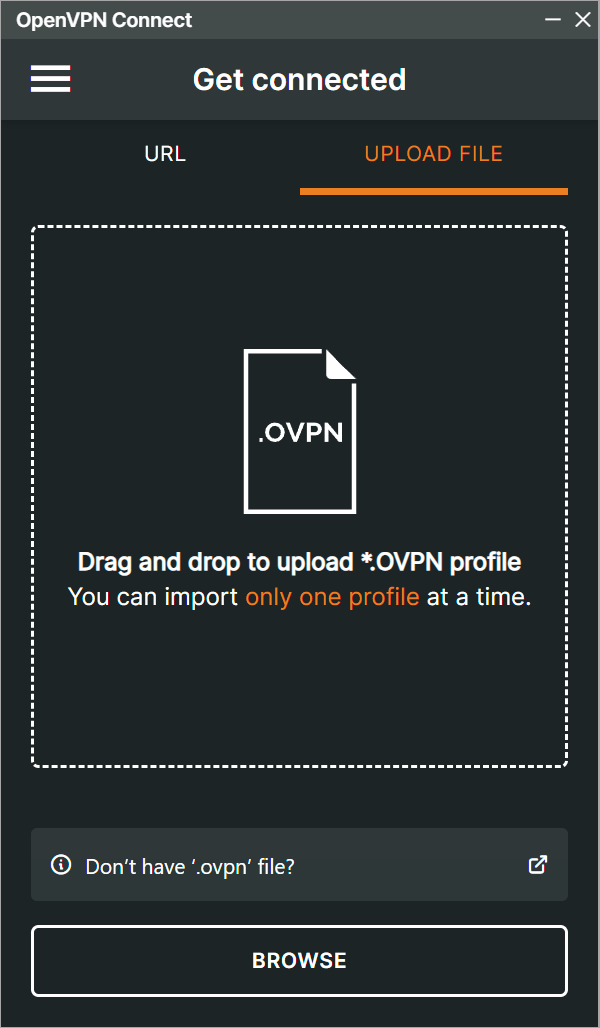 OpenVPN Connect
Get connected
URL
UPLOAD FILE
.OVPN
Drag and drop to upload *.OVPN profile
You can import only one profile at a time.
Don’t have ‘.ovpn’ file?
BROWSE